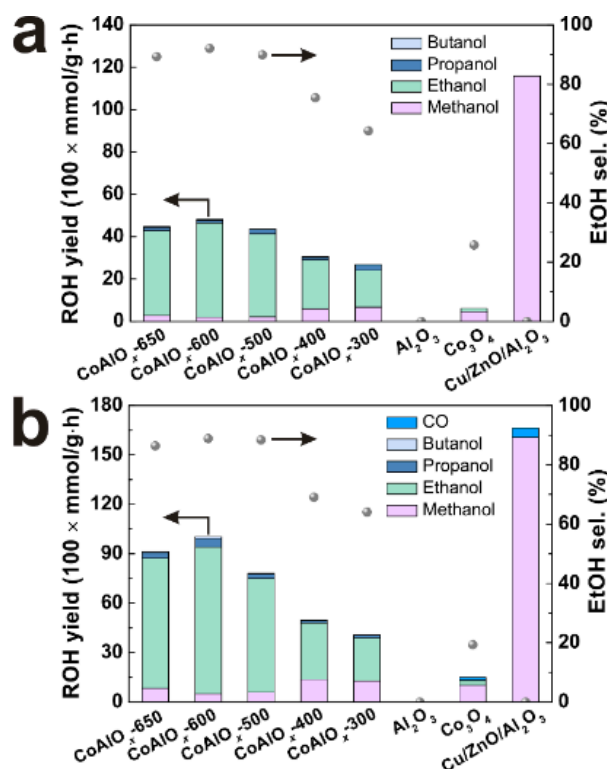 a
140
120
100
80
60
40
20
0
ROH yield (100 × mmol/g·h)
Butanol
Propanol
Ethanol
Methanol
100
80
60
40
20
0
EtOH sel. (%)
CoAlOₓ-650
CoAlOₓ-600
CoAlOₓ-500
CoAlOₓ-400
CoAlOₓ-300
Al₂O₃
Co₃O₄
Cu/ZnO/Al₂O₃
b
180
150
120
90
60
30
0
ROH yield (100 × mmol/g·h)
CO
Butanol
Propanol
Ethanol
Methanol
100
80
60
40
20
0
EtOH sel. (%)
CoAlOₓ-650
CoAlOₓ-600
CoAlOₓ-500
CoAlOₓ-400
CoAlOₓ-300
Al₂O₃
Co₃O₄
Cu/ZnO/Al₂O₃